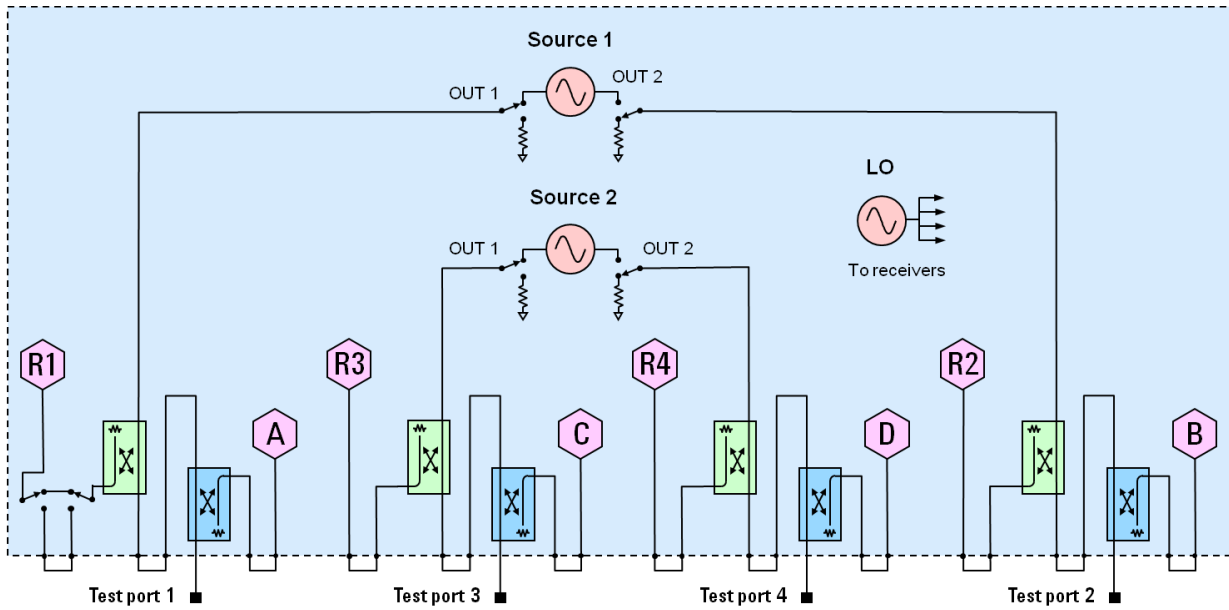 Source 1
OUT 1
OUT 2
LO
Source 2
OUT 1
OUT 2
To receivers
R1
R3
R4
R2
A
C
D
B
Test port 1
Test port 3
Test port 4
Test port 2